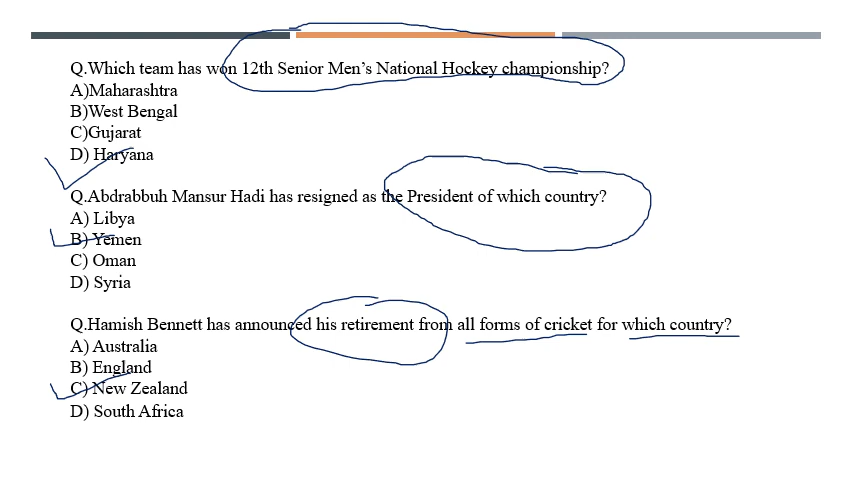 Q.Which team has won 12th Senior Men's National Hockey championship?
A)Maharashtra
B)West Bengal
C)Gujarat
D) Haryana
Q.Abdrabbuh Mansur Hadi has resigned as the President of which country?
A) Libya
B) Yemen
C) Oman
D) Syria
Q.Hamish Bennett has announced his retirement from all forms of cricket for which country?
A) Australia
B) England
C) New Zealand
D) South Africa